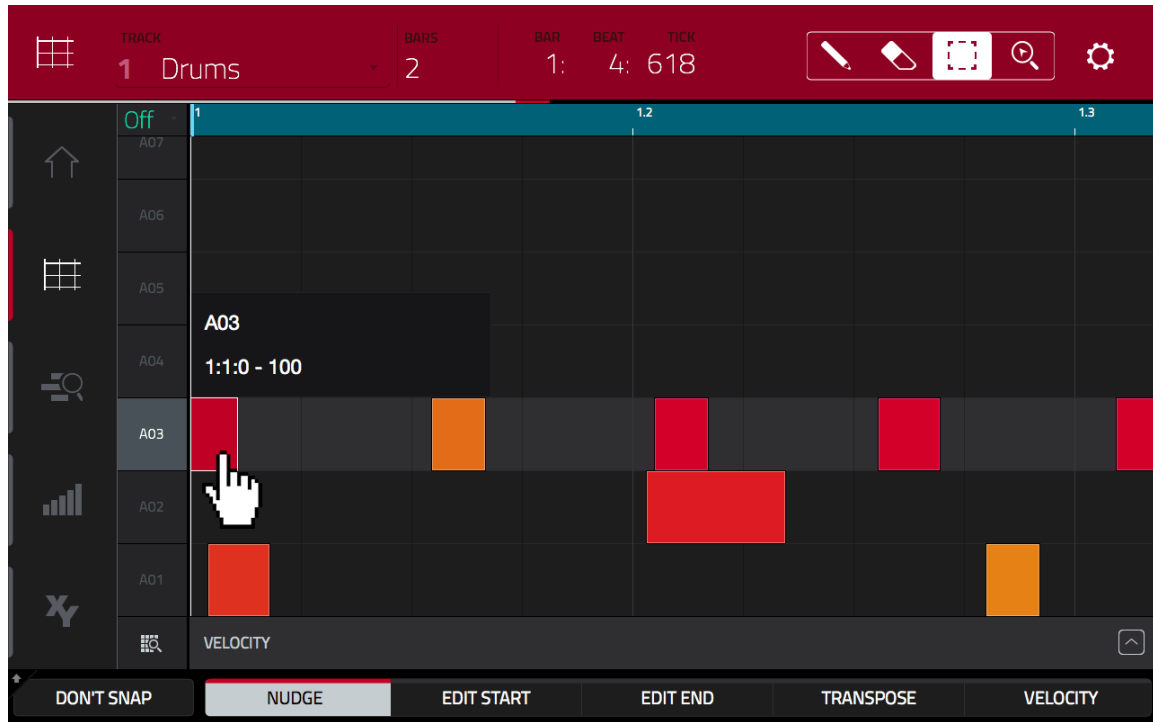 TRACK BARS BAR BEAT TICK
1 Drums 2 1: 4: 618
Off 1 1.2 1.3
A07
A06
A05
A03
A04 1:1:0 - 100
A03
A02
A01
XY
VELOCITY
DON'T SNAP NUDGE EDIT START EDIT END TRANSPOSE VELOCITY